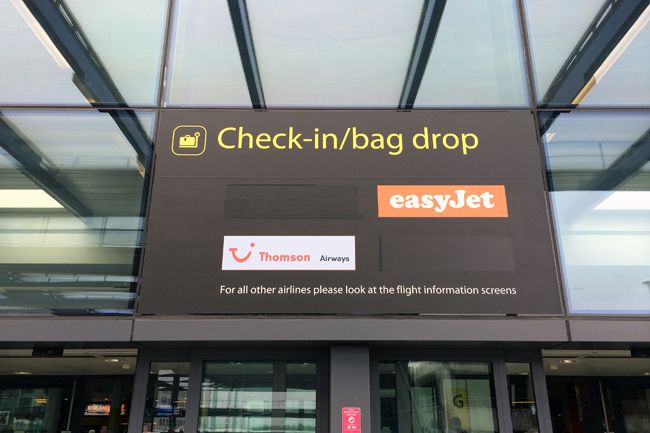 Check-in/bag drop
easyJet
Thomson Airways
For all other airlines please look at the flight information screens
G